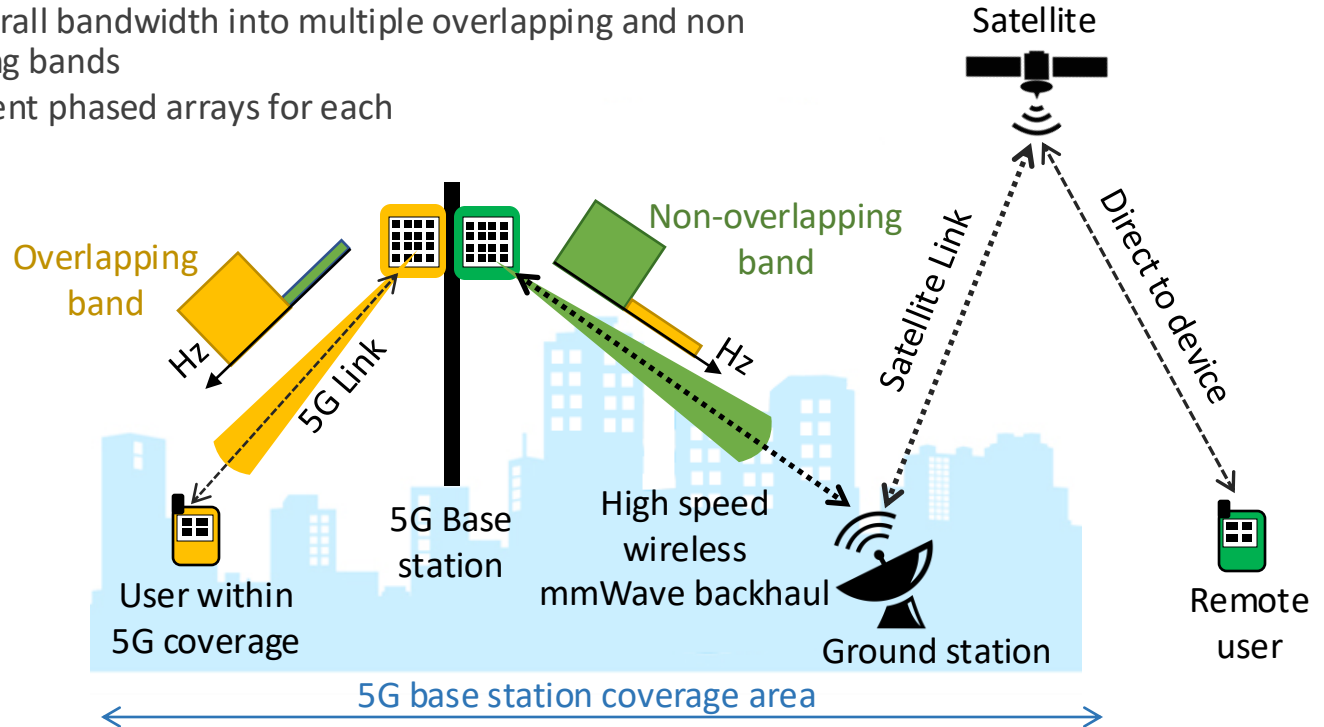 rall bandwidth into multiple overlapping and non
g bands
ent phased arrays for each
Satellite
Overlapping
band
Hz
5G Link
Non-overlapping
band
Hz
Satellite Link
Direct to device
5G Base
station
High speed
wireless
mmWave backhaul
User within
5G coverage
Ground station
Remote
user
5G base station coverage area